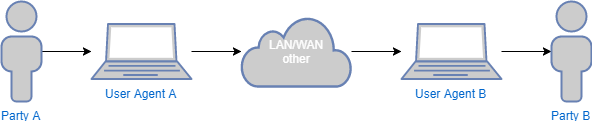 LAN/WAN
other
User Agent A
User Agent B
Party A
Party B